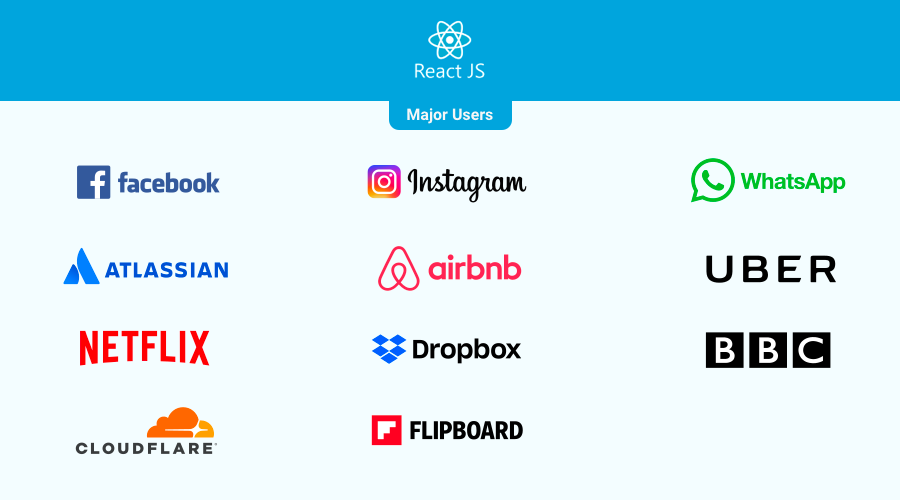 React JS
Major Users
facebook
Instagram
WhatsApp
ATLASSIAN
airbnb
UBER
NETFLIX
Dropbox
BBC
CLOUDFLARE
FLIPBOARD